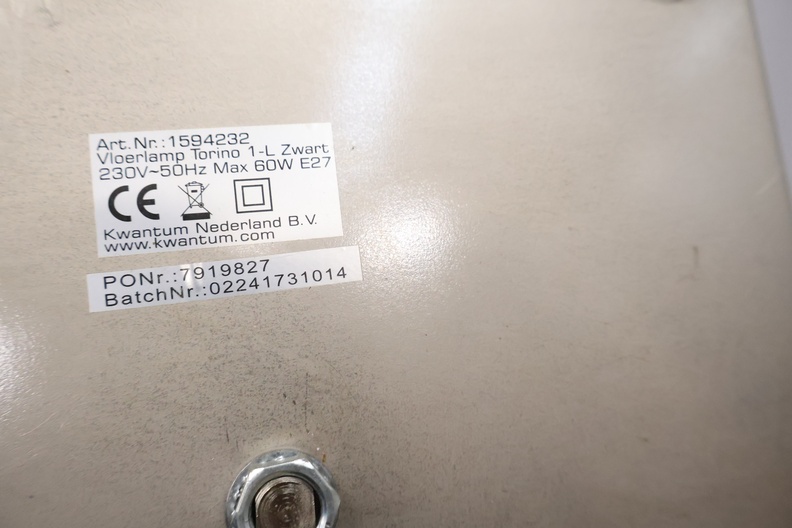 Art.Nr.:1594232
Vloerlamp Torino 1-L Zwart
230V~50Hz Max 60W E27
CE
Kwantum Nederland B.V.
www.kwantum.com
PONr.:7919827
BatchNr.:02241731014